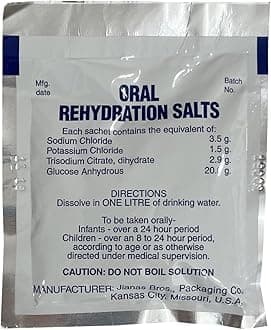 Mfg.
date
Batch
No.
ORAL
REHYDRATION SALTS
Each sachet contains the equivalent of:
Sodium Chloride 3.5 g.
Potassium Chloride 1.5 g.
Trisodium Citrate, dihydrate 2.9 g.
Glucose Anhydrous 20. g.
DIRECTIONS
Dissolve in ONE LITRE of drinking water.
To be taken orally-
Infants - over a 24 hour period
Children - over an 8 to 24 hour period,
according to age or as otherwise
directed under medical supervision.
CAUTION: DO NOT BOIL SOLUTION
MANUFACTURER: Jianas Bros., Packaging Co.
Kansas City, Missouri, U.S.A.